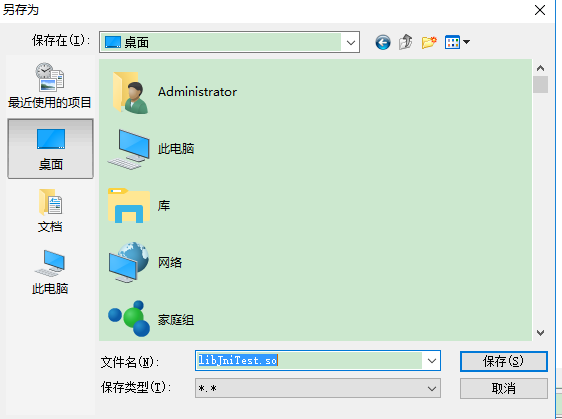 另存为
保存在(I):
桌面
最近使用的项目
桌面
文档
此电脑
Administrator
此电脑
库
网络
家庭组
文件名(N):
libJniTest.so
保存(S)
保存类型(T):
*.*
取消